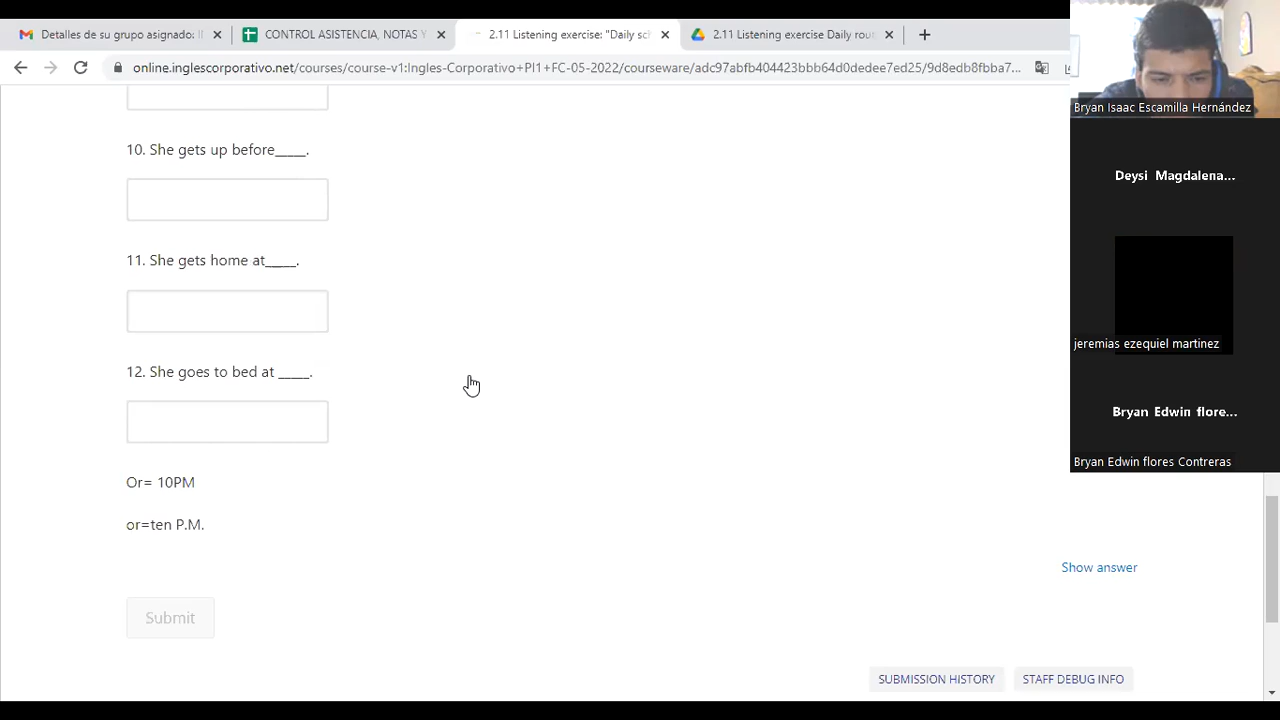 Detalles de su grupo asignado: I
CONTROL ASISTENCIA, NOTAS Y
2.11 Listening exercise: "Daily sc
2.11 Listening exercise Daily rout
online.inglescorporativo.net/courses/course-v1:Ingles-Corporativo+PI1+FC-05-2022/courseware/adc97abfb404423bbb64d0dedee7ed25/9d8edb8fbba7...
10. She gets up before_____.
11. She gets home at_____.
12. She goes to bed at _____.
Or= 10PM
or=ten P.M.
Show answer
Submit
SUBMISSION HISTORY
STAFF DEBUG INFO
Bryan Isaac Escamilla Hernández
Deysi Magdalena...
jeremias ezequiel martinez
Bryan Edwin flore...
Bryan Edwin flores Contreras